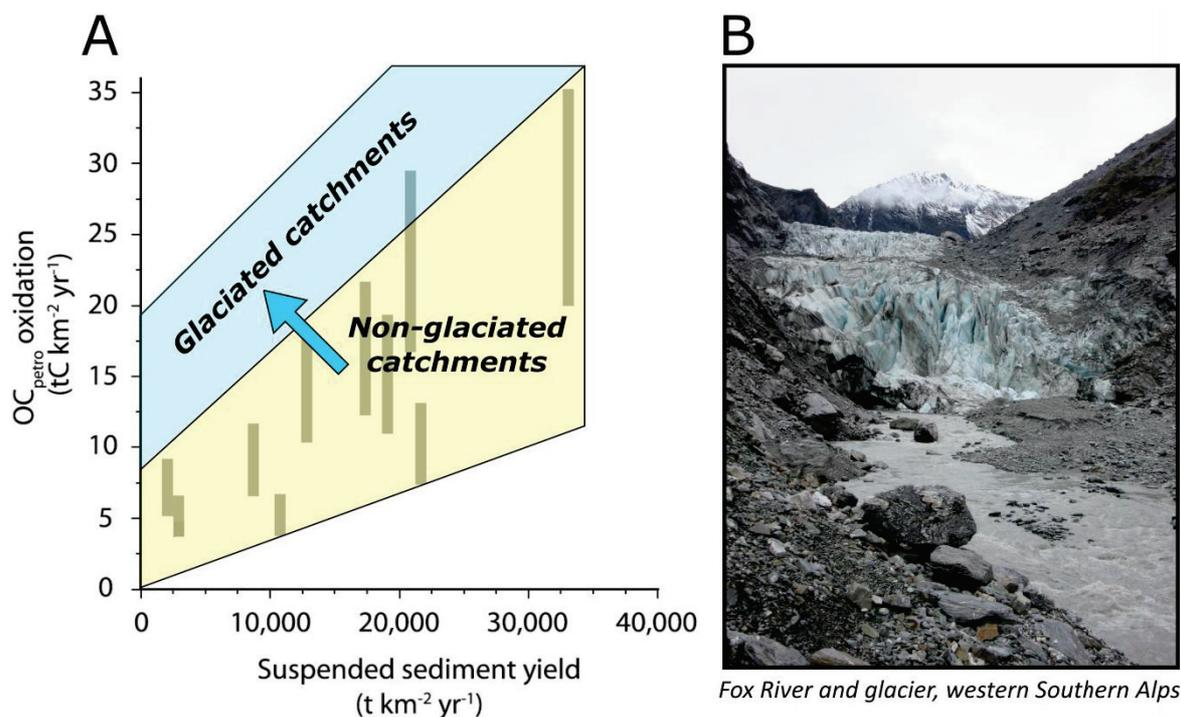 A
35
30
25
20
15
10
5
0
OCpetro oxidation
(tC km-2 yr-1)
Glaciated catchments
Non-glaciated
catchments
0 10,000 20,000 30,000 40,000
Suspended sediment yield
(t km-2 yr-1)
B
Fox River and glacier, western Southern Alps